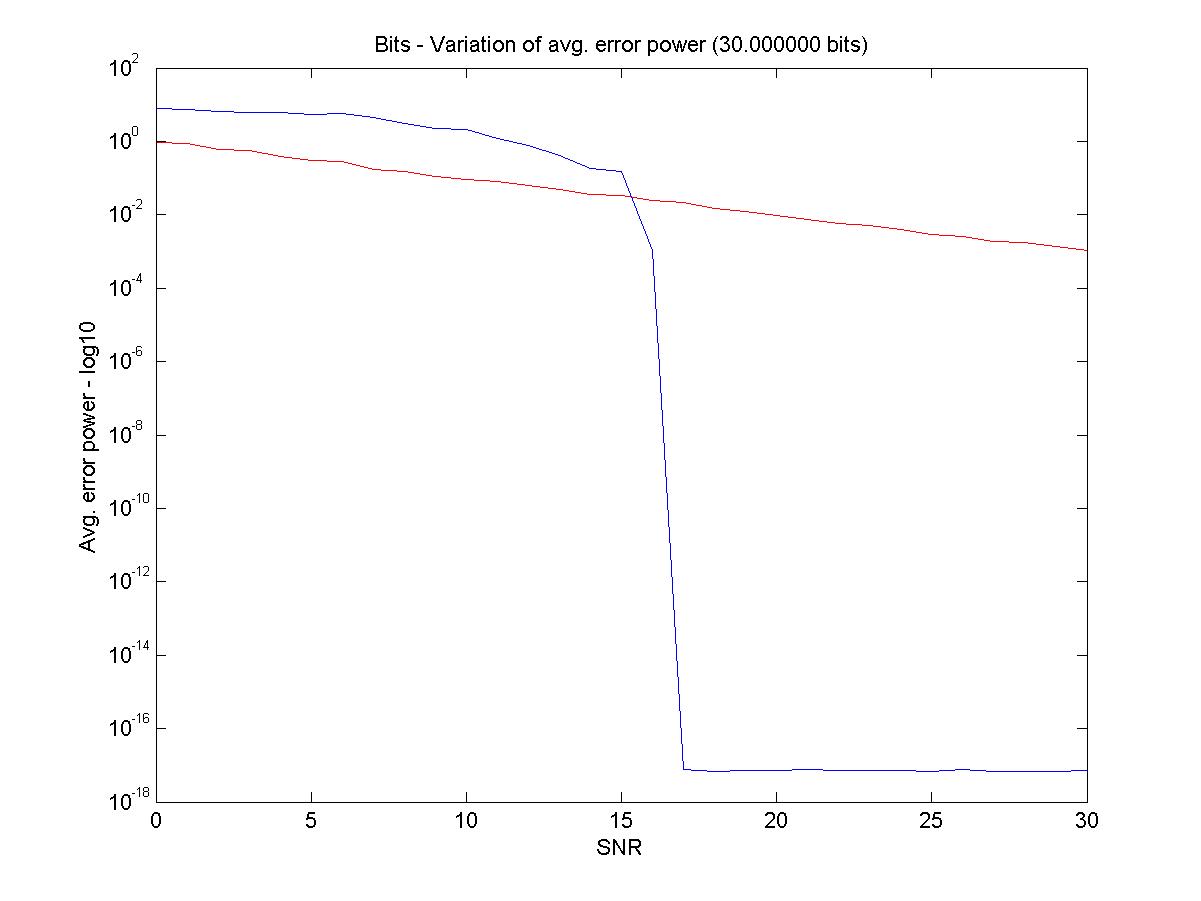 Bits - Variation of avg. error power (30.000000 bits)
10^2
10^0
10^-2
10^-4
10^-6
10^-8
10^-10
10^-12
10^-14
10^-16
10^-18
Avg. error power - log10
0 5 10 15 20 25 30
SNR